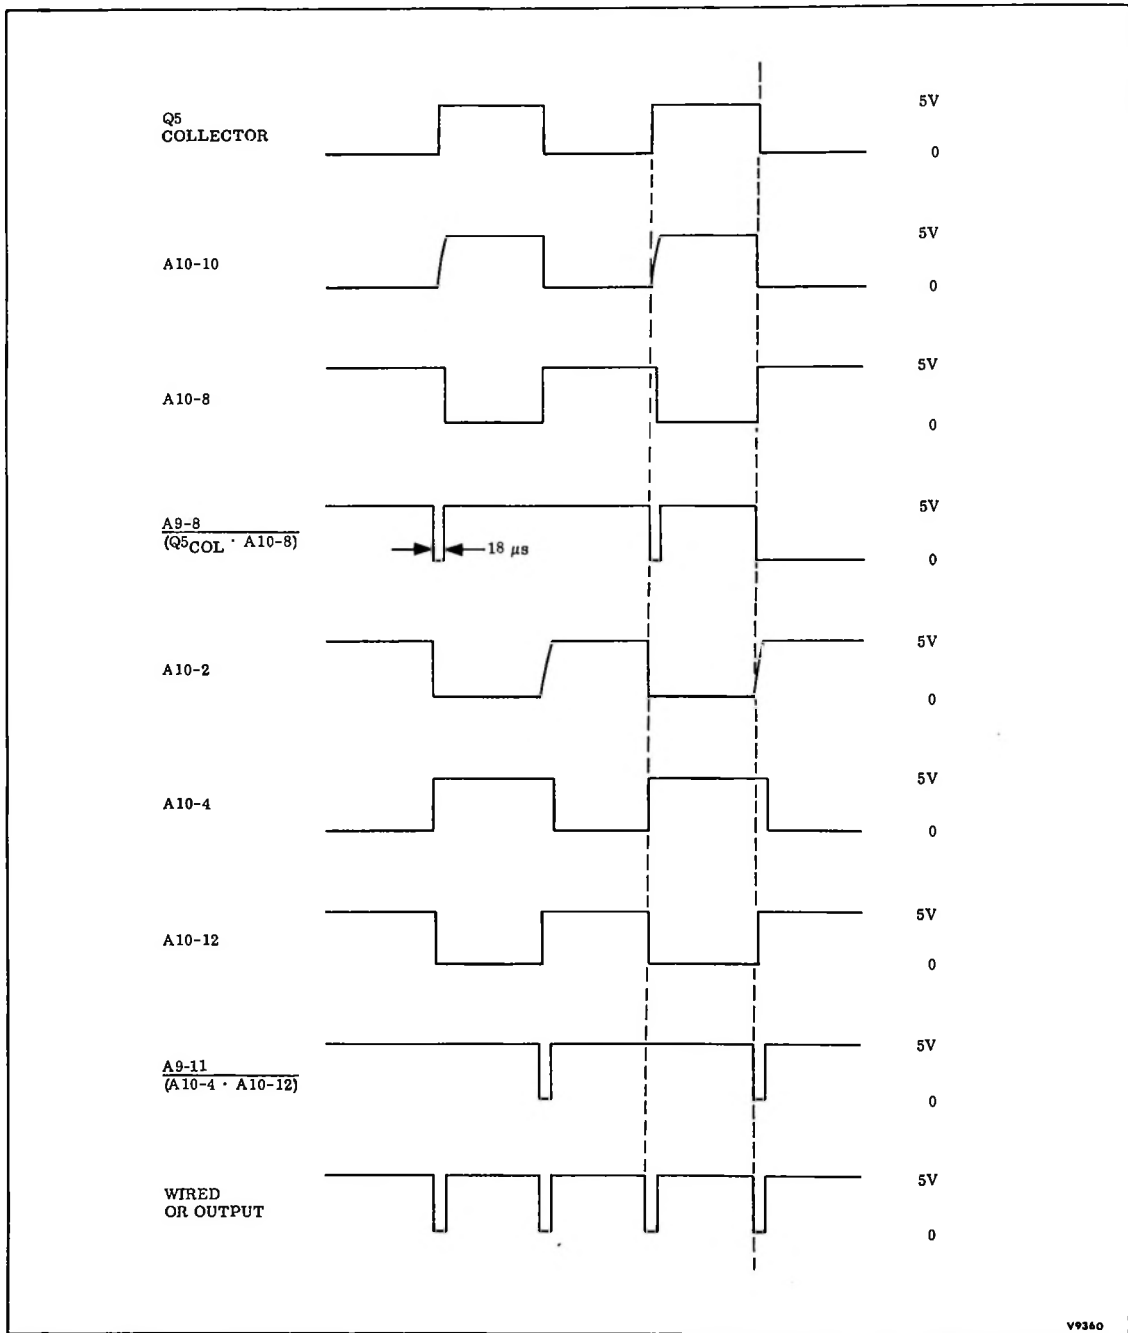 Q5
COLLECTOR
5V
0
A10-10
5V
0
A10-8
5V
0
A9-8
(Q5COL · A10-8)
18 μs
5V
0
A10-2
5V
0
A10-4
5V
0
A10-12
5V
0
A9-11
(A10-4 · A10-12)
5V
0
WIRED
OR OUTPUT
5V
0
V9360